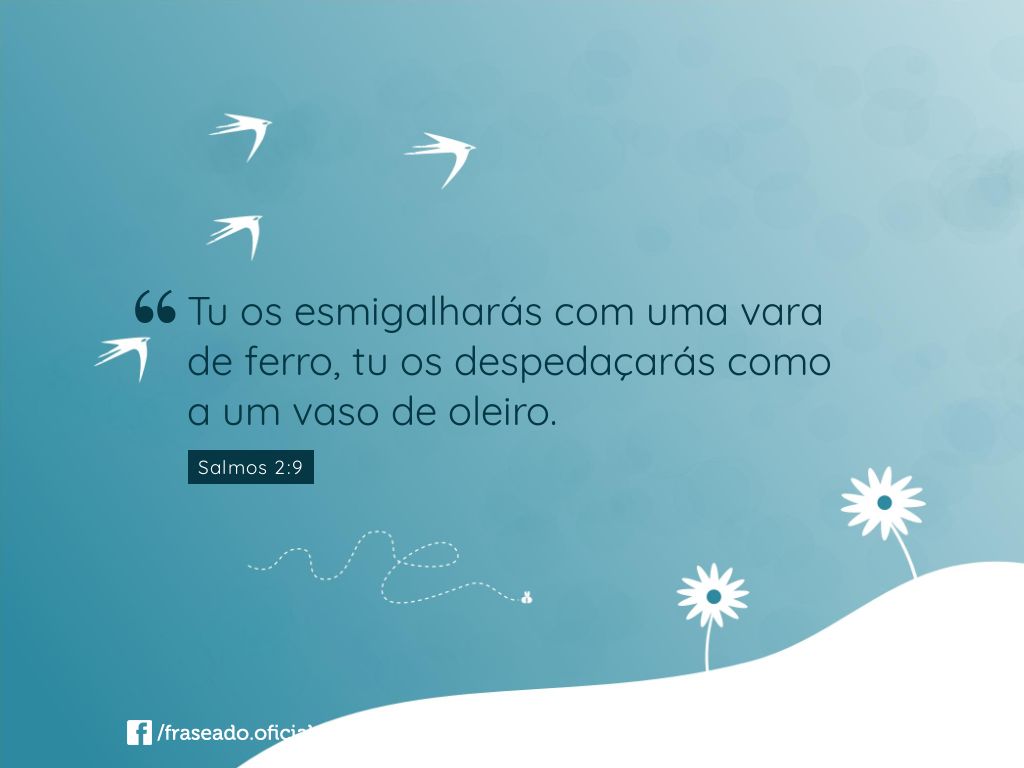 “ Tu os esmigalharás com uma vara
de ferro, tu os despedaçarás como
a um vaso de oleiro.
Salmos 2:9
/fraseado.oficial